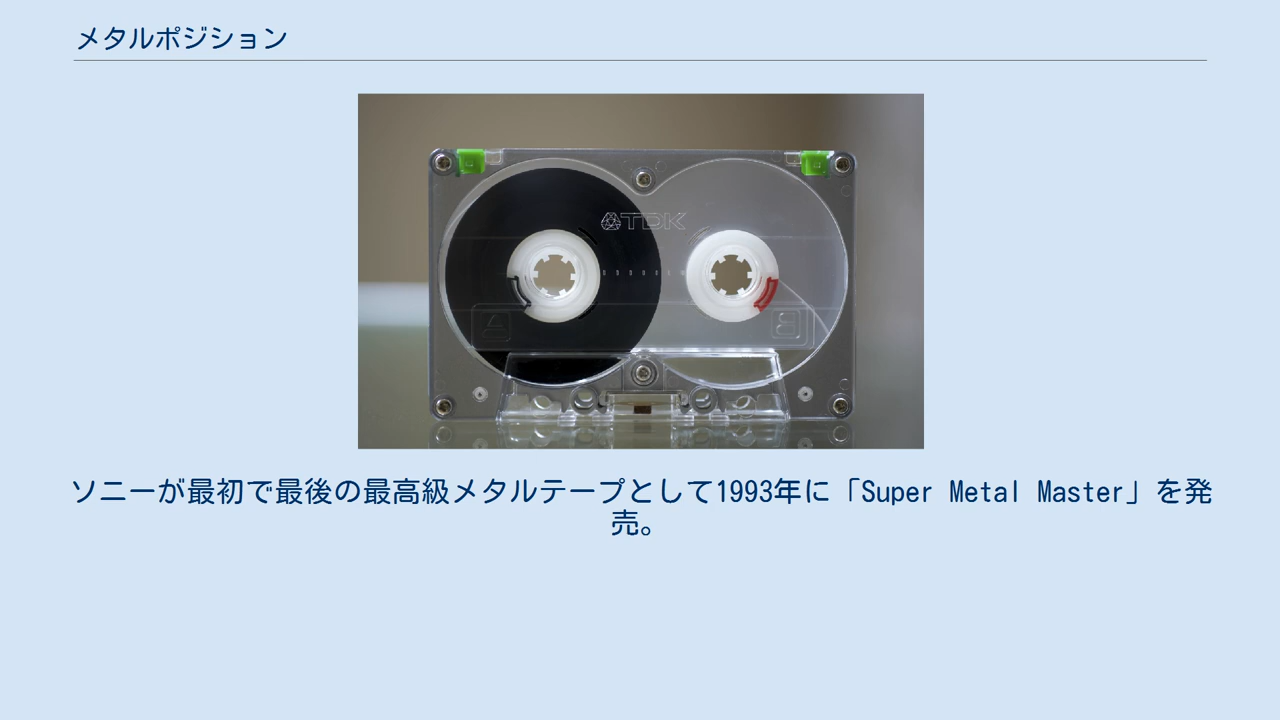 メタルポジション
TDK
A
B
ソニーが最初で最後の最高級メタルテープとして1993年に「Super Metal Master」を発
売。